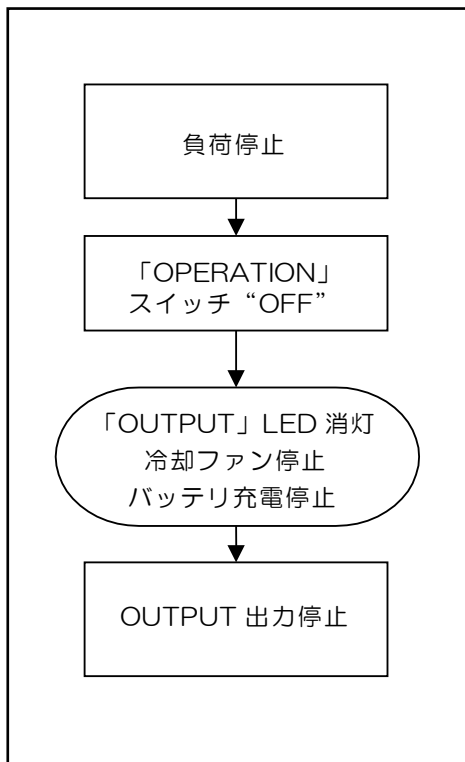 負荷停止
「OPERATION」
スイッチ“OFF”
「OUTPUT」LED 消灯
冷却ファン停止
バッテリ充電停止
OUTPUT 出力停止